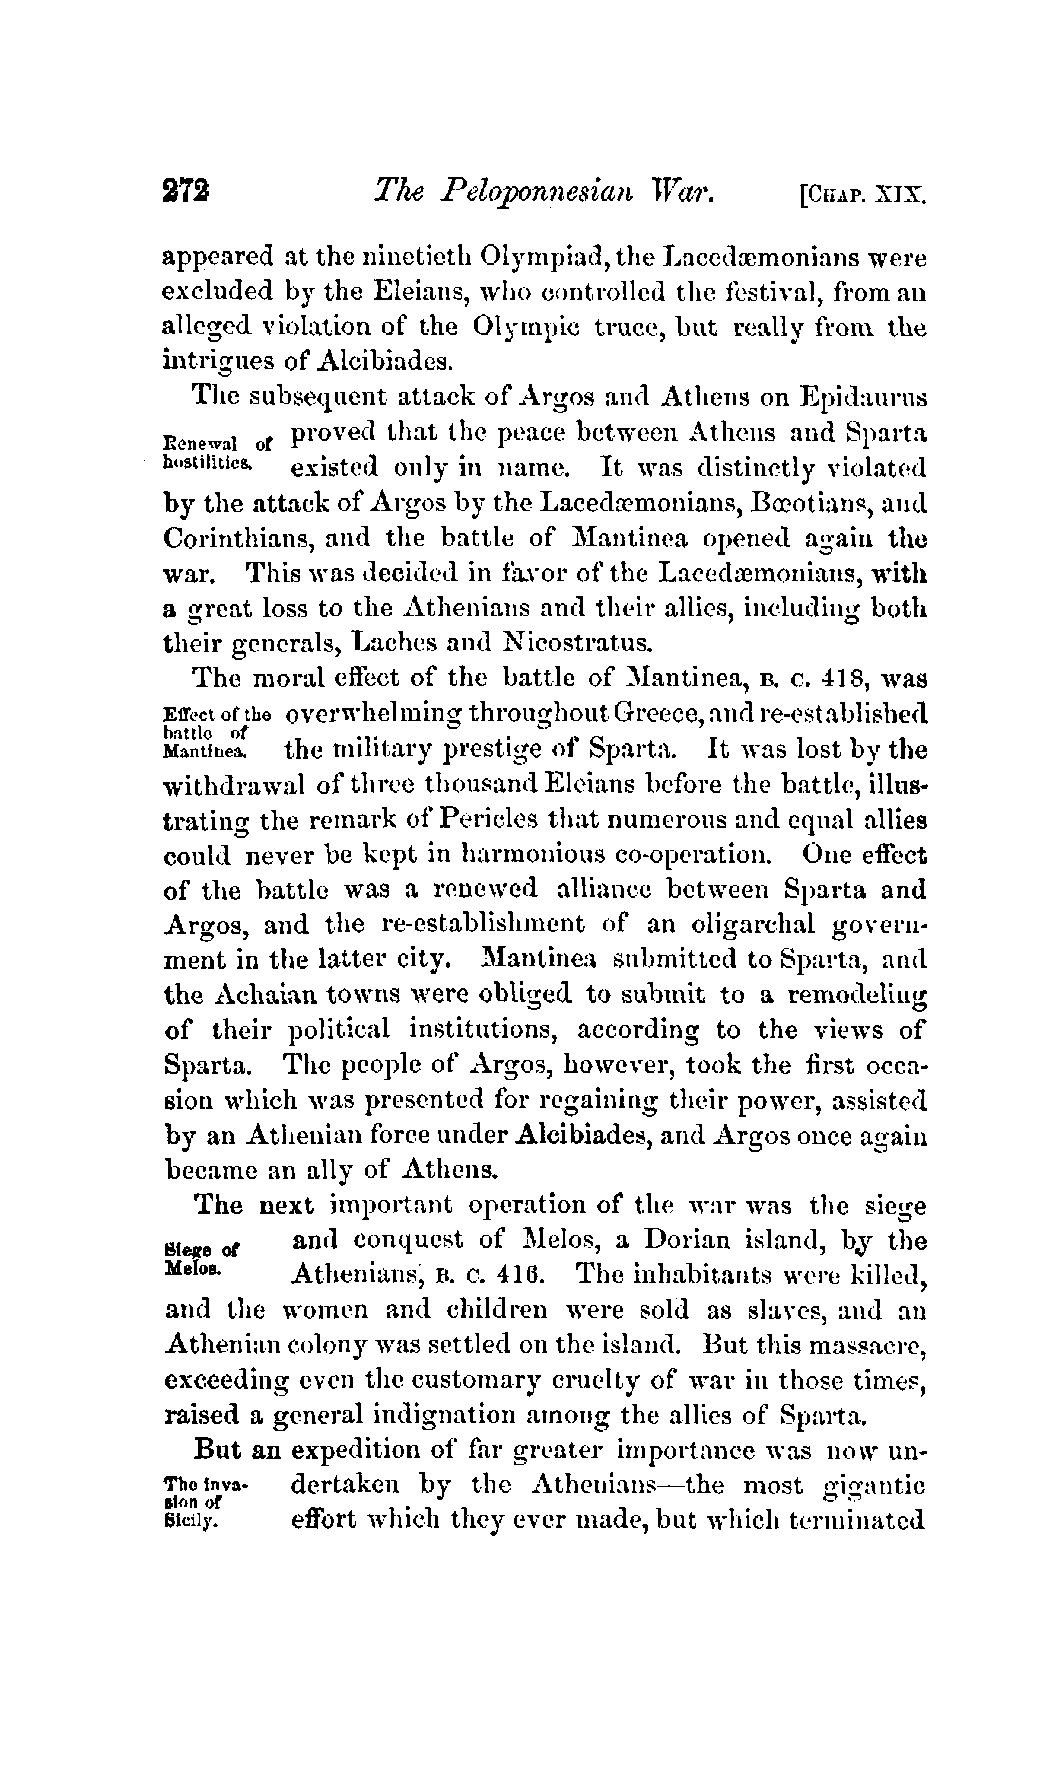 272 The Peloponnesian War. [CHAP. XIX.
appeared at the ninetieth Olympiad, the Lacedæmonians were
excluded by the Eleians, who controlled the festival, from an
alleged violation of the Olympic truce, but really from the
intrigues of Alcibiades.
The subsequent attack of Argos and Athens on Epidaurus
Renewal of proved that the peace between Athens and Sparta
hostilities. existed only in name. It was distinctly violated
by the attack of Argos by the Lacedæmonians, Bœotians, and
Corinthians, and the battle of Mantinea opened again the
war. This was decided in favor of the Lacedæmonians, with
a great loss to the Athenians and their allies, including both
their generals, Laches and Nicostratus.
The moral effect of the battle of Mantinea, B. C. 418, was
Effect of the overwhelming throughout Greece, and re-established
battle of
Mantinea. the military prestige of Sparta. It was lost by the
withdrawal of three thousand Eleians before the battle, illus-
trating the remark of Pericles that numerous and equal allies
could never be kept in harmonious co-operation. One effect
of the battle was a renewed alliance between Sparta and
Argos, and the re-establishment of an oligarchal govern-
ment in the latter city. Mantinea submitted to Sparta, and
the Achaian towns were obliged to submit to a remodeling
of their political institutions, according to the views of
Sparta. The people of Argos, however, took the first occa-
sion which was presented for regaining their power, assisted
by an Athenian force under Alcibiades, and Argos once again
became an ally of Athens.
The next important operation of the war was the siege
Siege of and conquest of Melos, a Dorian island, by the
Melos. Athenians, B. C. 416. The inhabitants were killed,
and the women and children were sold as slaves, and an
Athenian colony was settled on the island. But this massacre,
exceeding even the customary cruelty of war in those times,
raised a general indignation among the allies of Sparta.
But an expedition of far greater importance was now un-
The inva- dertaken by the Athenians—the most gigantic
sion of
Sicily. effort which they ever made, but which terminated